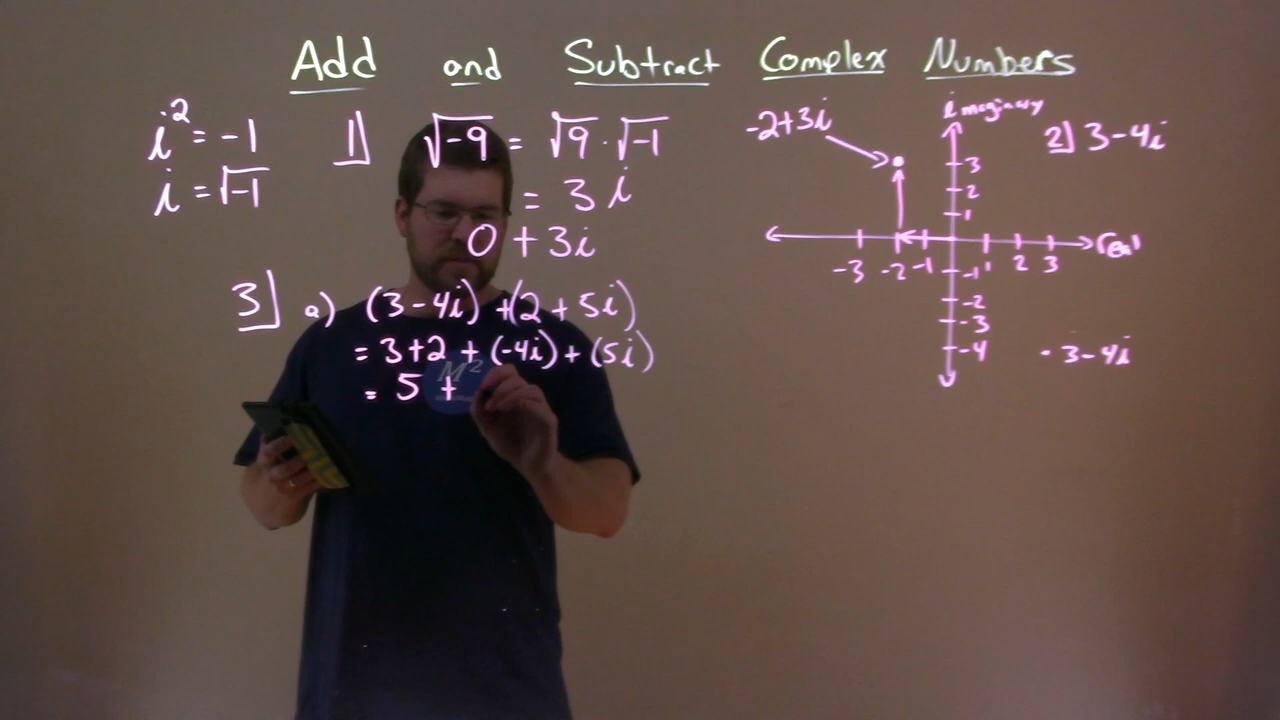 Add and Subtract Complex Numbers
i² = -1
i = √-1
1] √-9 = √9 · √-1
= 3i
0 + 3i
3] a) (3-4i) + (2 + 5i)
= 3+2 + (-4i) + (5i)
= 5 +
M²
-2+3i
imaginary
3
2
1
real
-3 -2 -1 1 2 3
-1
-2
-3
-4
2] 3-4i
3-4i